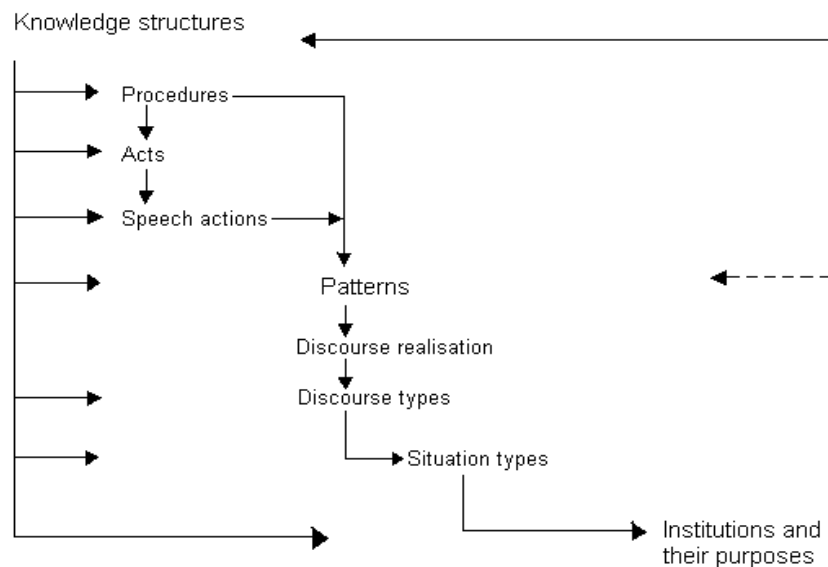 Knowledge structures
Procedures
Acts
Speech actions
Patterns
Discourse realisation
Discourse types
Situation types
Institutions and
their purposes